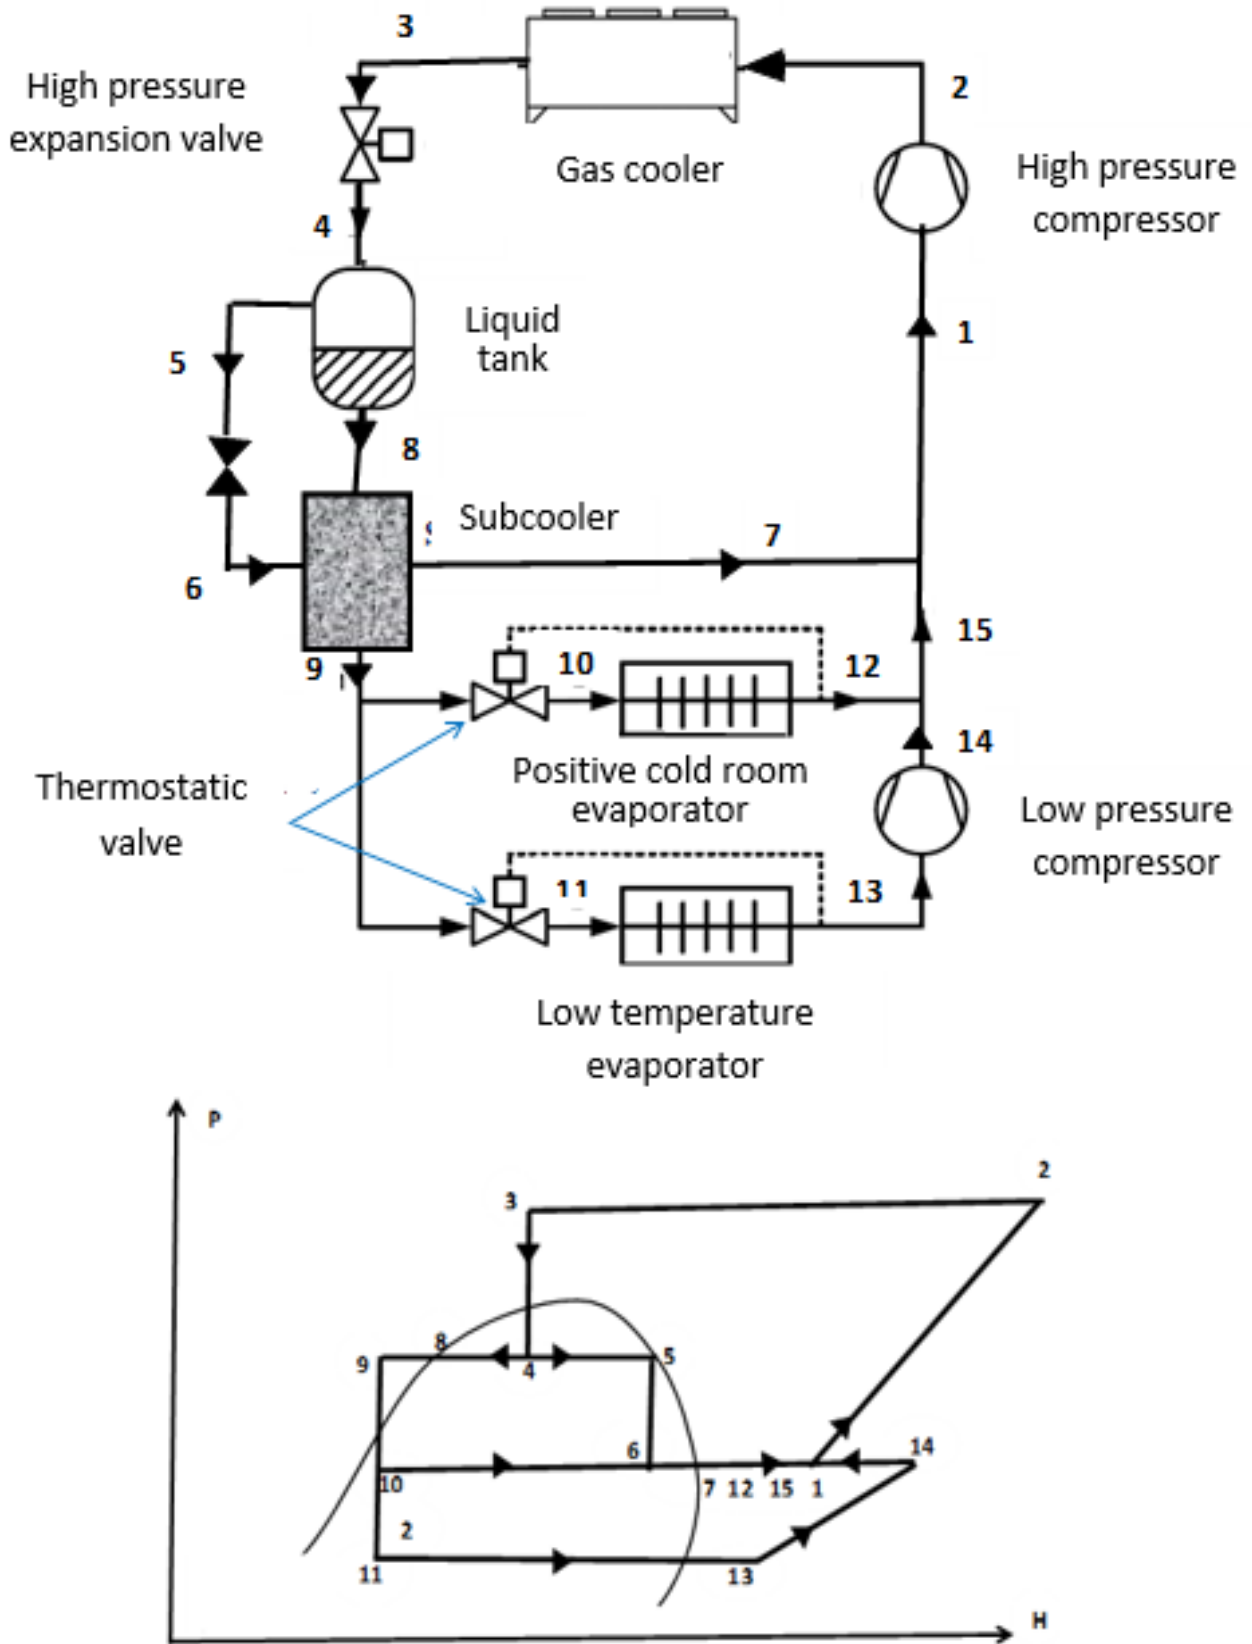 3
2
High pressure
expansion valve
Gas cooler
High pressure
compressor
4
Liquid
tank
1
5
8
Subcooler
7
6
15
9
10
12
14
Thermostatic
valve
Positive cold room
evaporator
Low pressure
compressor
11
13
Low temperature
evaporator
P
2
3
8
9
4
5
6
14
10
7 12 15 1
2
11
13
H